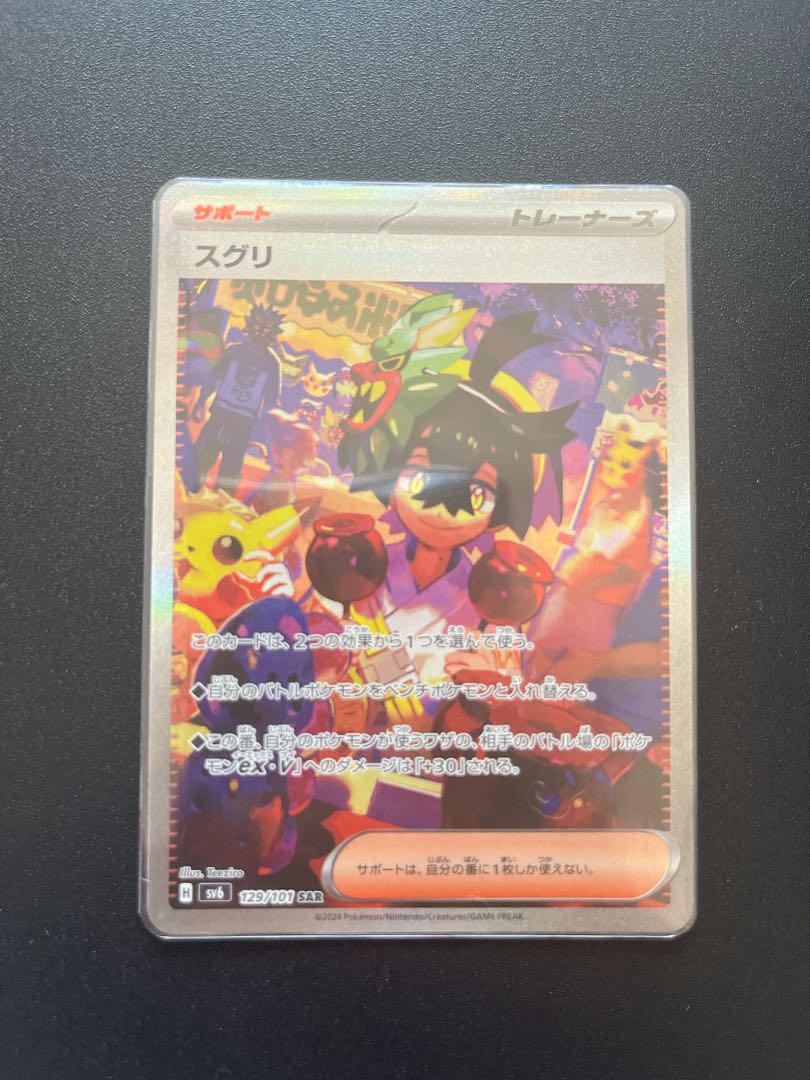 サポート
トレーナーズ
スグリ
このカードは、2つの効果から1つを選んで使う。
◆自分のバトルポケモンをベンチポケモンと入れ替える。
◆この番、自分のポケモンが使うワザの、相手のバトル場の「ポケ
モンex・V」へのダメージは「+30」される。
サポートは、自分の番に1枚しか使えない。
Illus. Teeziro
H sv6 129/101 SAR
©2024 Pokémon/Nintendo/Creatures/GAME FREAK.